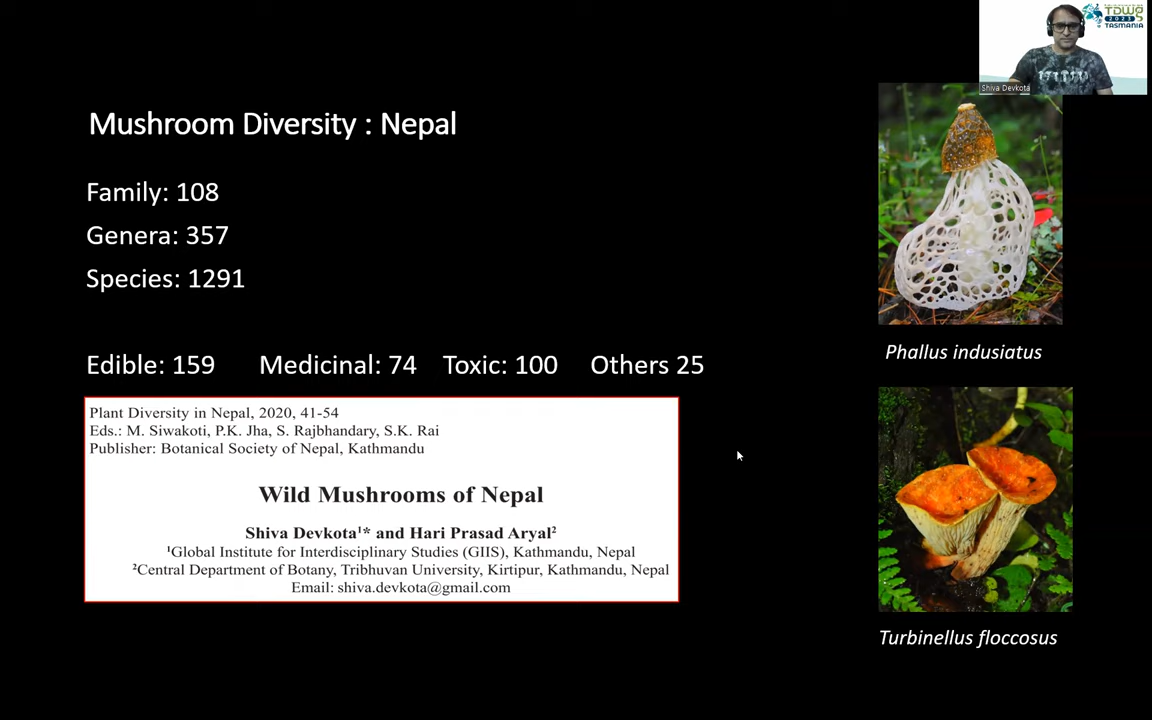 TDWG
2023
TASMANIA
Shiva Devkota
Mushroom Diversity : Nepal
Family: 108
Genera: 357
Species: 1291
Edible: 159 Medicinal: 74 Toxic: 100 Others 25
Plant Diversity in Nepal, 2020, 41-54
Eds.: M. Siwakoti, P.K. Jha, S. Rajbhandary, S.K. Rai
Publisher: Botanical Society of Nepal, Kathmandu
Wild Mushrooms of Nepal
Shiva Devkota¹* and Hari Prasad Aryal²
¹Global Institute for Interdisciplinary Studies (GIIS), Kathmandu, Nepal
²Central Department of Botany, Tribhuvan University, Kirtipur, Kathmandu, Nepal
Email: shiva.devkota@gmail.com
Phallus indusiatus
Turbinellus floccosus